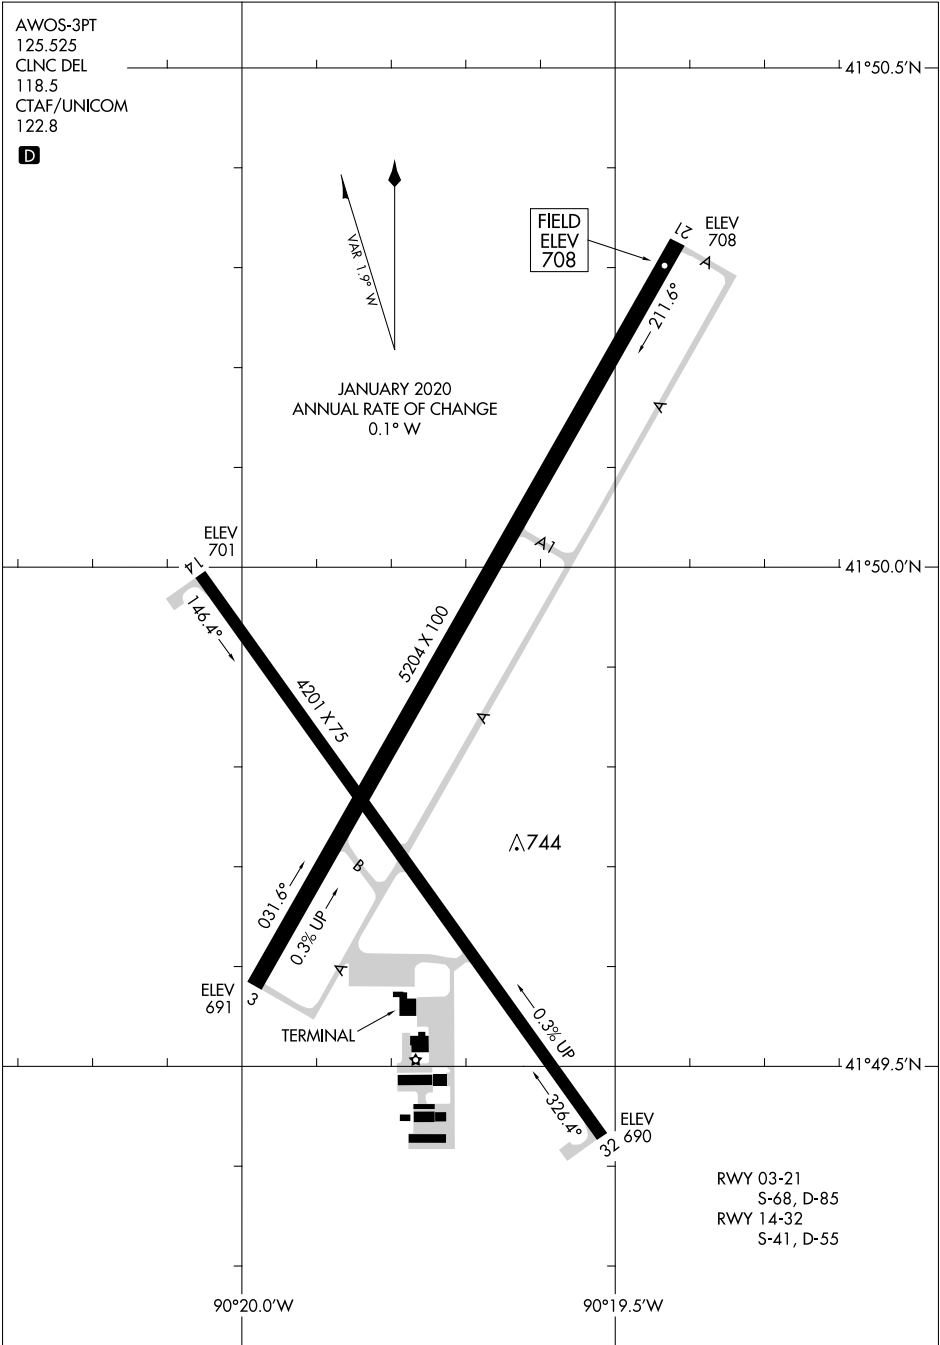 AWOS-3PT
125.525
CLNC DEL
118.5
CTAF/UNICOM
122.8
D
41°50.5'N
VAR 1.9° W
JANUARY 2020
ANNUAL RATE OF CHANGE
0.1° W
FIELD
ELEV
708
21
ELEV
708
A
211.6°
A
A1
ELEV
701
14
41°50.0'N
146.4°
5204 X 100
4201 X 75
A
744
B
031.6°
0.3% UP
A
ELEV
691
3
TERMINAL
0.3% UP
41°49.5'N
326.4°
ELEV
690
32
RWY 03-21
S-68, D-85
RWY 14-32
S-41, D-55
90°20.0'W
90°19.5'W